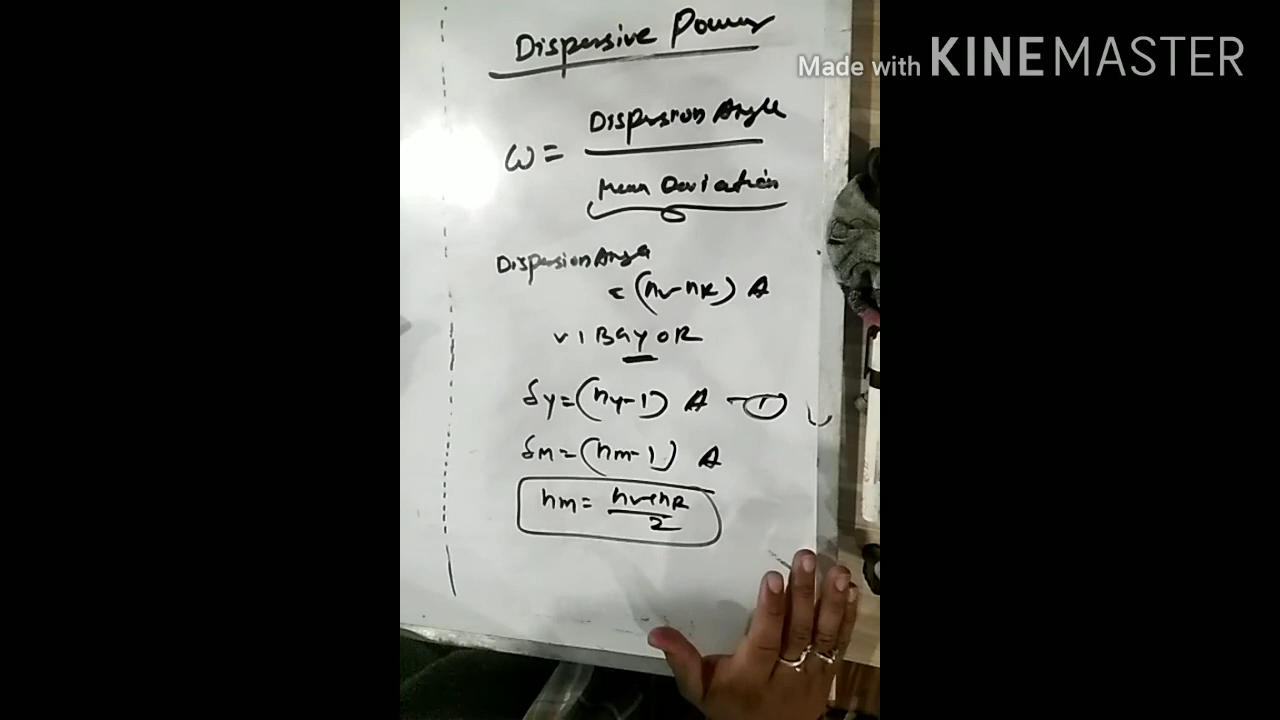 Dispersive Power
Made with KINEMASTER
ω = Dispersion Angle
Mean Deviation
Dispersion Angle
= (nv - nR) A
VIBGYOR
δy = (ny-1) A - 1
δm = (nm-1) A
nm = nv+nR
2